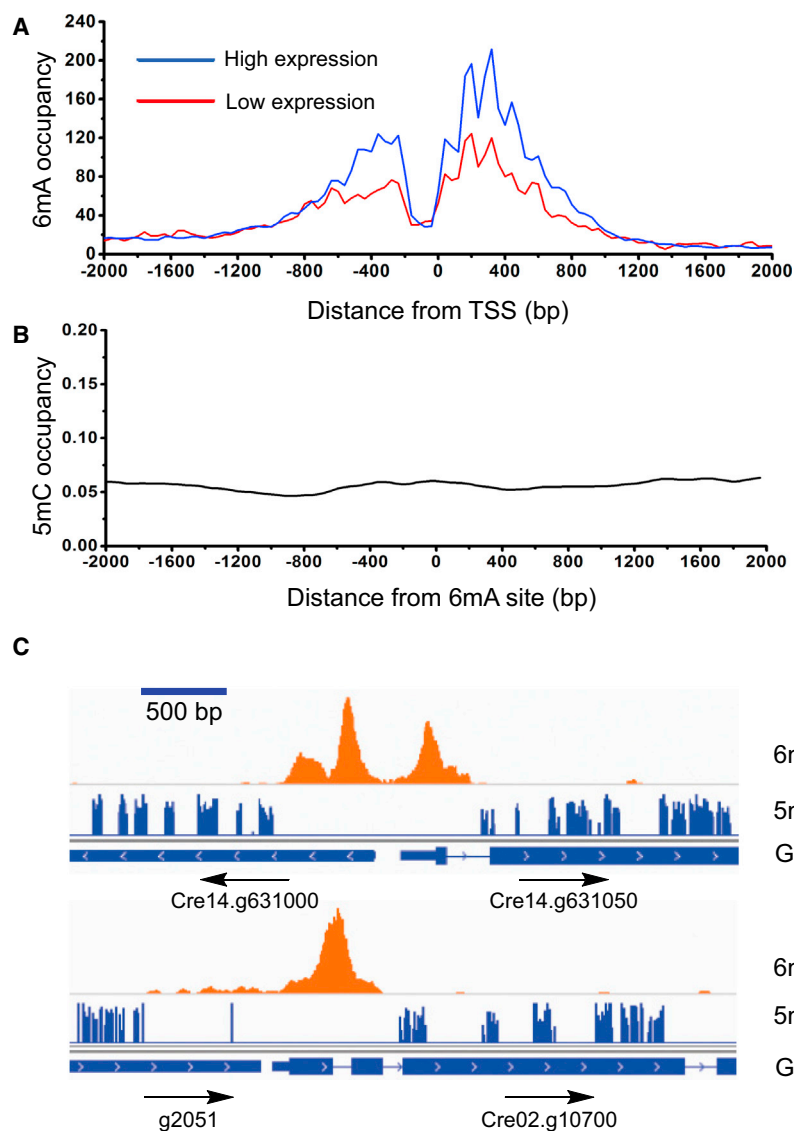 A
6mA occupancy
240
200
160
120
80
40
0
High expression
Low expression
-2000 -1600 -1200 -800 -400 0 400 800 1200 1600 2000
Distance from TSS (bp)
B
5mC occupancy
0.20
0.15
0.10
0.05
0.00
-2000 -1600 -1200 -800 -400 0 400 800 1200 1600 2000
Distance from 6mA site (bp)
C
500 bp
Cre14.g631000 Cre14.g631050
g2051 Cre02.g10700